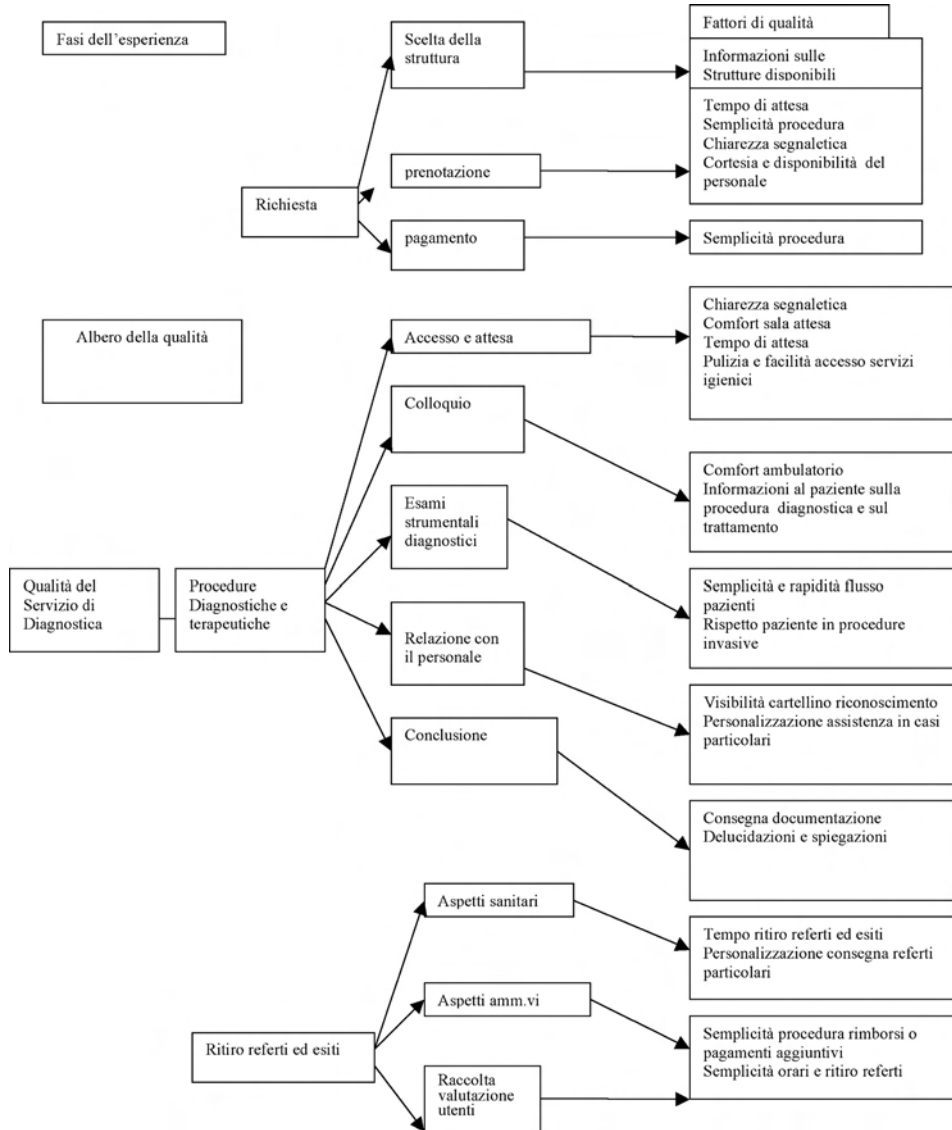 Fasi dell'esperienza
Scelta della
struttura
Fattori di qualità
Informazioni sulle
Strutture disponibili
Tempo di attesa
Semplicità procedura
Chiarezza segnaletica
Cortesia e disponibilità del
personale
prenotazione
Richiesta
pagamento
Semplicità procedura
Albero della qualità
Accesso e attesa
Chiarezza segnaletica
Comfort sala attesa
Tempo di attesa
Pulizia e facilità accesso servizi
igienici
Colloquio
Comfort ambulatorio
Informazioni al paziente sulla
procedura diagnostica e sul
trattamento
Esami
strumentali
diagnostici
Qualità del
Servizio di
Diagnostica
Procedure
Diagnostiche e
terapeutiche
Semplicità e rapidità flusso
pazienti
Rispetto paziente in procedure
invasive
Relazione con
il personale
Visibilità cartellino riconoscimento
Personalizzazione assistenza in casi
particolari
Conclusione
Consegna documentazione
Delucidazioni e spiegazioni
Aspetti sanitari
Tempo ritiro referti ed esiti
Personalizzazione consegna referti
particolari
Aspetti amm.vi
Ritiro referti ed esiti
Semplicità procedura rimborsi o
pagamenti aggiuntivi
Semplicità orari e ritiro referti
Raccolta
valutazione
utenti